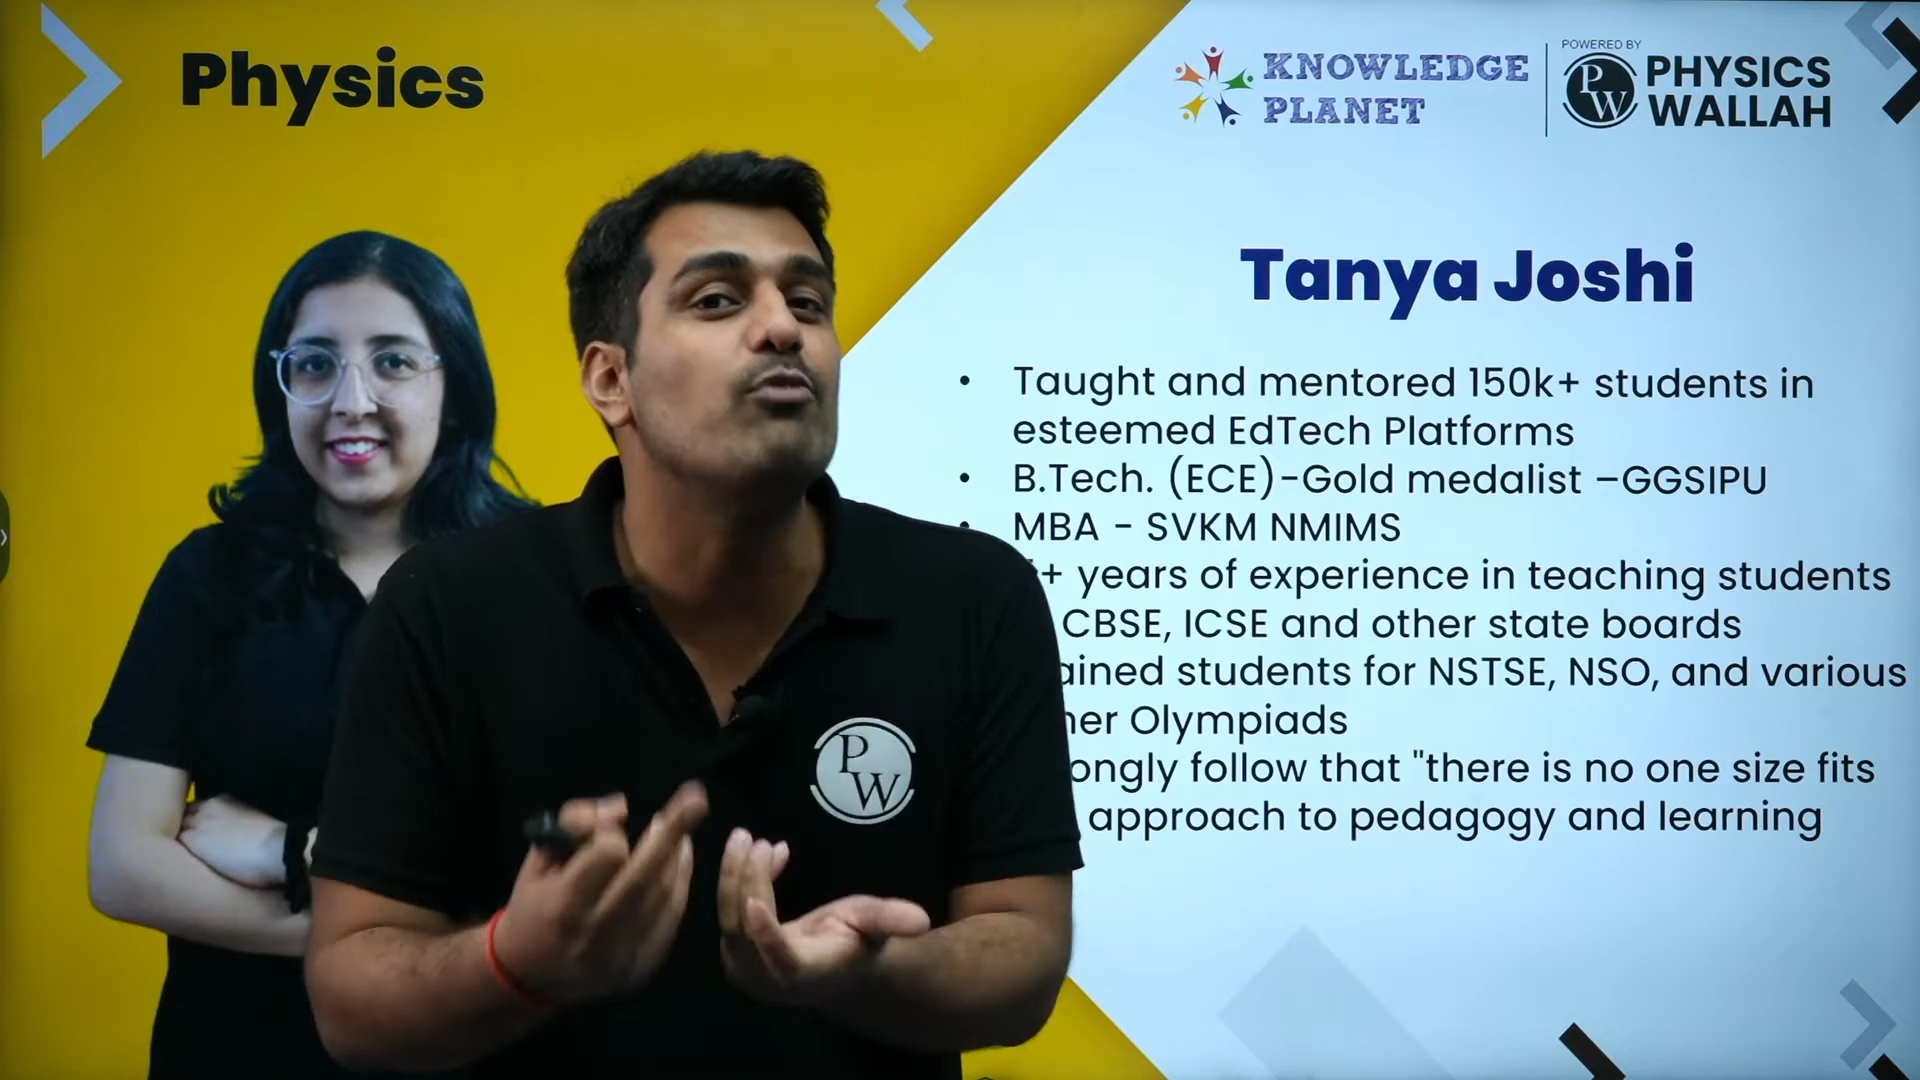 Physics
KNOWLEDGE
PLANET
POWERED BY
PW
PHYSICS
WALLAH
Tanya Joshi
• Taught and mentored 150k+ students in
esteemed EdTech Platforms
• B.Tech. (ECE)-Gold medalist –GGSIPU
• MBA - SVKM NMIMS
+ years of experience in teaching students
CBSE, ICSE and other state boards
students for NSTSE, NSO, and various
Olympiads
follow that "there is no one size fits
approach to pedagogy and learning
PW